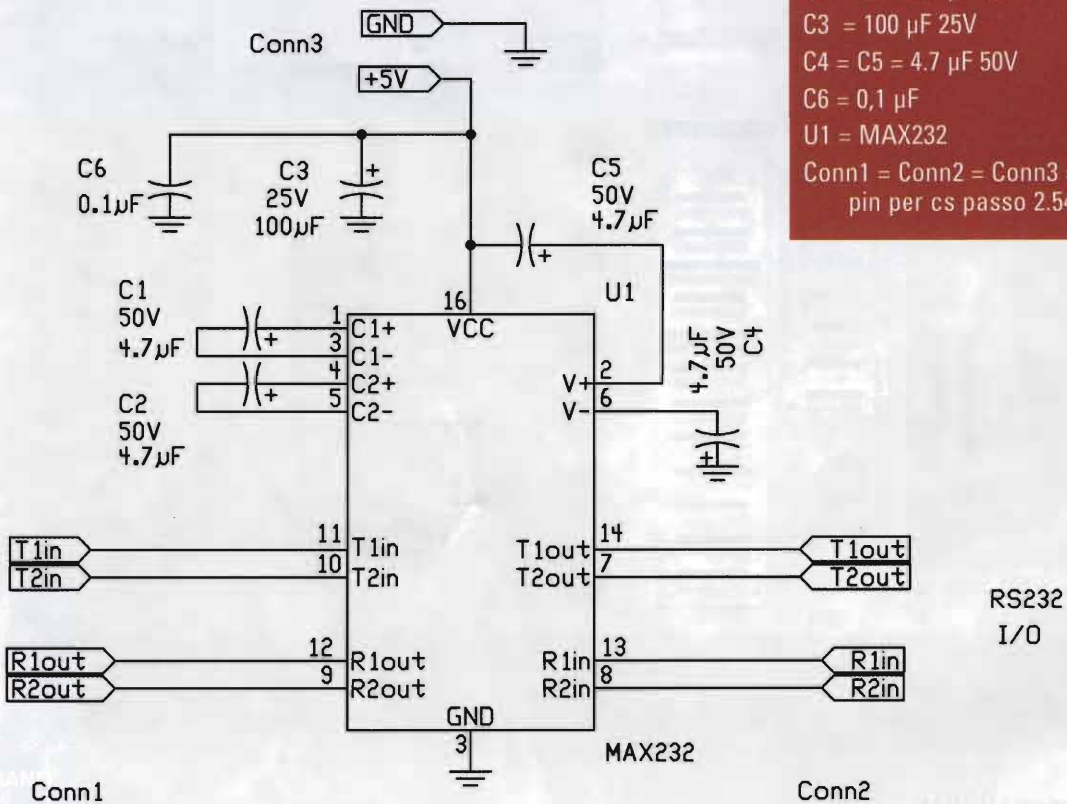 GND
Conn3
+5V
C3 = 100 µF 25V
C4 = C5 = 4.7 µF 50V
C6 = 0,1 µF
U1 = MAX232
Conn1 = Conn2 = Conn3
pin per cs passo 2.54
C6
0.1µF
C3
25V
100µF
+
C5
50V
4.7µF
+
U1
C1
50V
4.7µF
+
C2
50V
4.7µF
+
4.7µF
50V
C4
+
16
VCC
1 C1+
3 C1-
4 C2+
5 C2-
V+ 2
V- 6
T1in 11 T1in
T2in 10 T2in
T1out 14 T1out
T2out 7 T2out
RS232
I/O
R1out 12 R1out
R2out 9 R2out
R1in 13 R1in
R2in 8 R2in
GND
3
MAX232
Conn1
Conn2